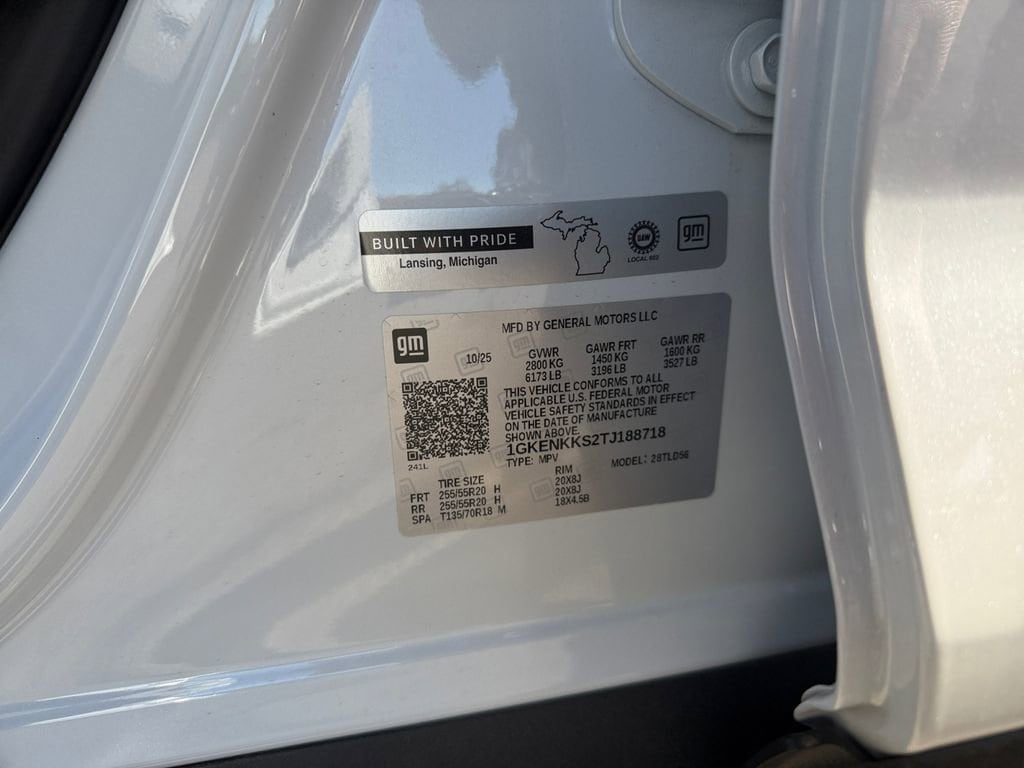 BUILT WITH PRIDE
Lansing, Michigan
UAW
LOCAL 602
gm
gm
MFD BY GENERAL MOTORS LLC
10/25
GVWR GAWR FRT GAWR RR
2800 KG 1450 KG 1600 KG
6173 LB 3196 LB 3527 LB
THIS VEHICLE CONFORMS TO ALL
APPLICABLE U.S. FEDERAL MOTOR
VEHICLE SAFETY STANDARDS IN EFFECT
ON THE DATE OF MANUFACTURE
SHOWN ABOVE.
1GKENKKS2TJ188718
241L
TYPE: MPV MODEL: 28TLD56
TIRE SIZE RIM
FRT 255/55R20 H 20X8J
RR 255/55R20 H 20X8J
SPA T135/70R18 M 18X4.5B